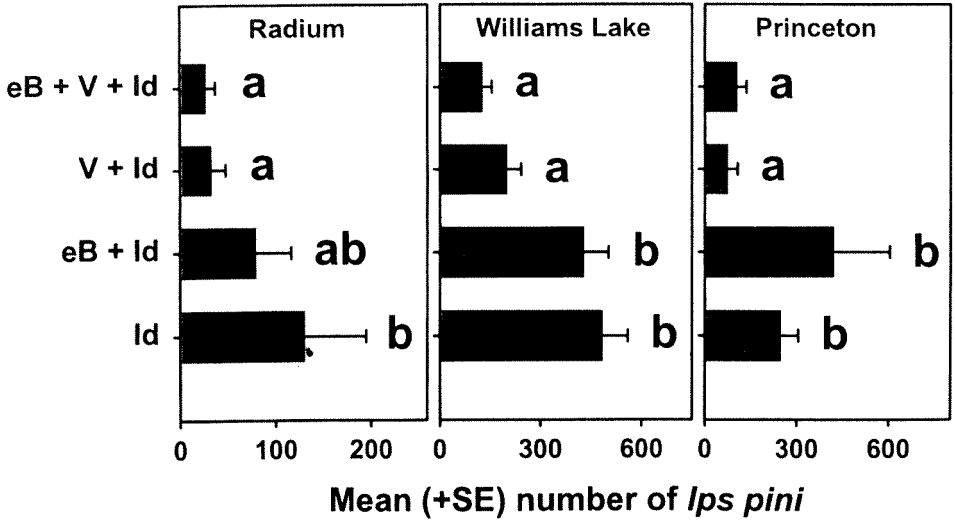 Radium Williams Lake Princeton
eB + V + Id a a a
V + Id a a a
eB + Id ab b b
Id b b b
0 100 200 0 300 600 0 300 600
Mean (+SE) number of Ips pini